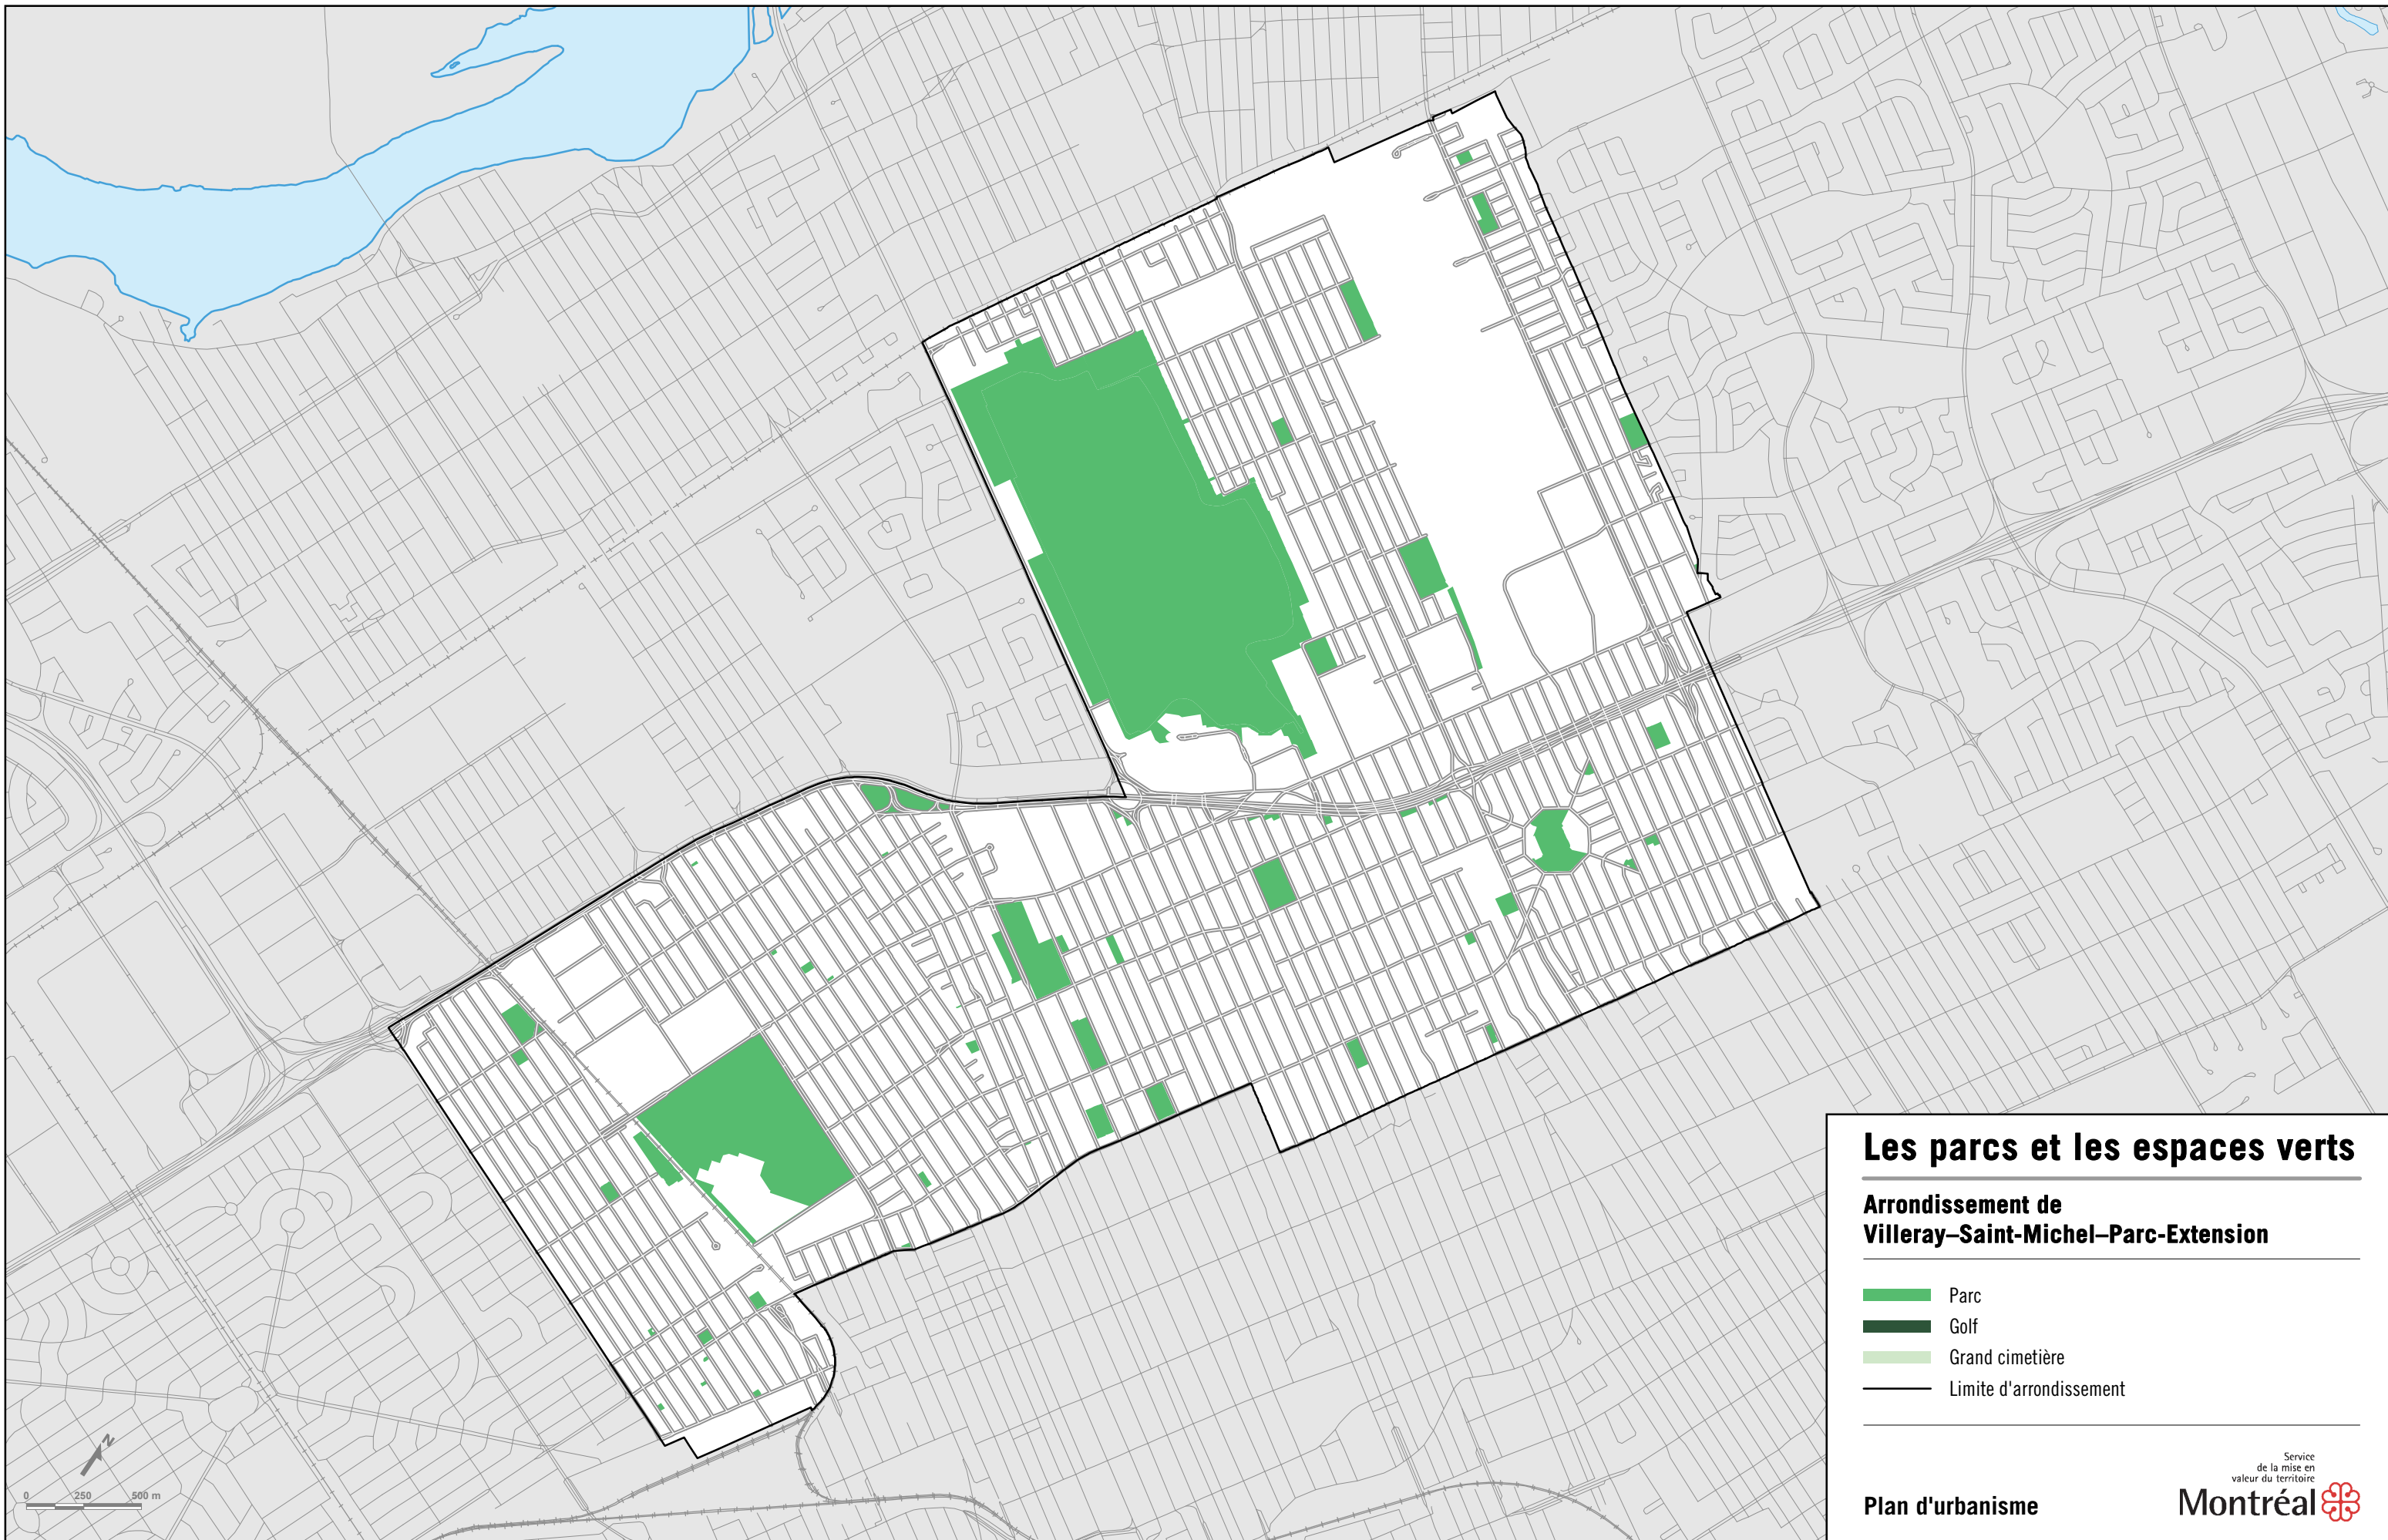 Les parcs et les espaces verts
Arrondissement de
Villeray–Saint-Michel–Parc-Extension
Parc
Golf
Grand cimetière
Limite d'arrondissement
Service
de la mise en
valeur du territoire
Plan d'urbanisme
Montréal
N
0 250 500 m